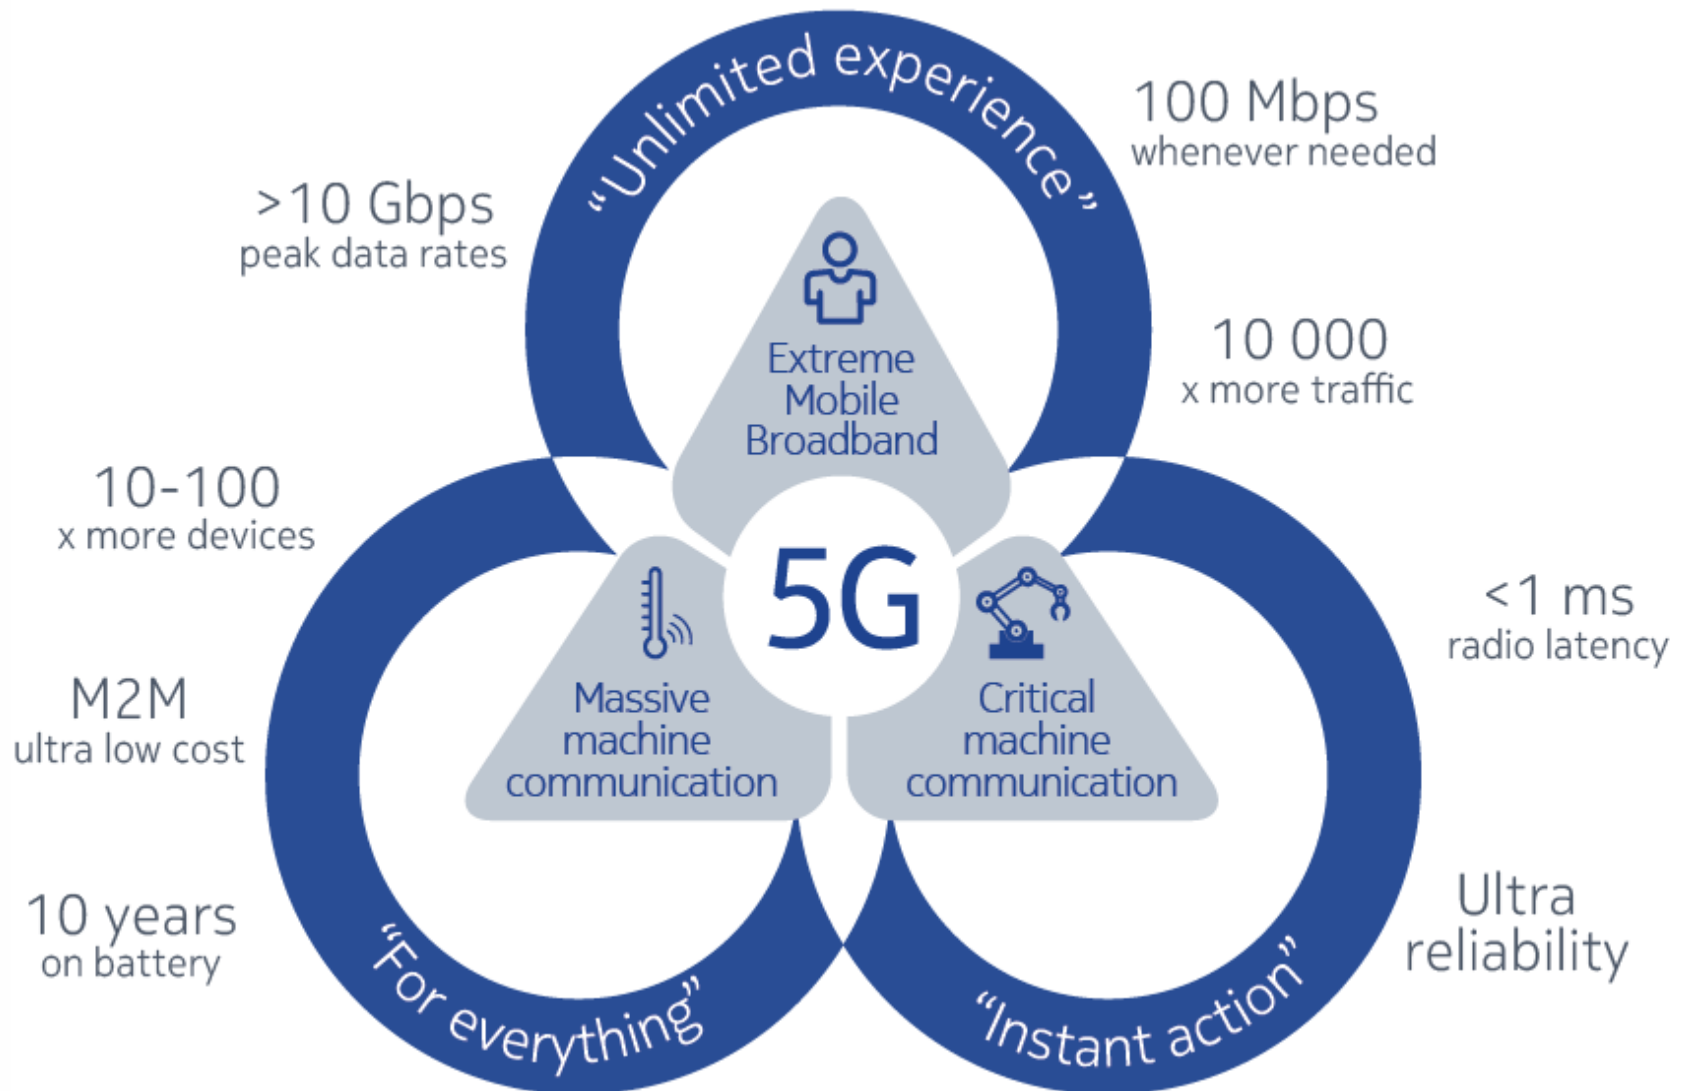 “Unlimited experience”
100 Mbps
whenever needed
>10 Gbps
peak data rates
10 000
x more traffic
Extreme
Mobile
Broadband
10-100
x more devices
5G
<1 ms
radio latency
M2M
ultra low cost
Massive
machine
communication
Critical
machine
communication
10 years
on battery
Ultra
reliability
“For everything”
“Instant action”